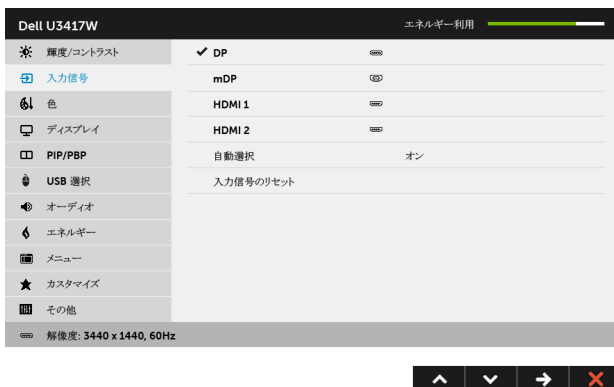 Dell U3417W エネルギー利用
輝度/コントラスト
入力信号
色
ディスプレイ
PIP/PBP
USB 選択
オーディオ
エネルギー
メニュー
カスタマイズ
その他
DP
mDP
HDMI 1
HDMI 2
自動選択 オン
入力信号のリセット
解像度: 3440 x 1440, 60Hz